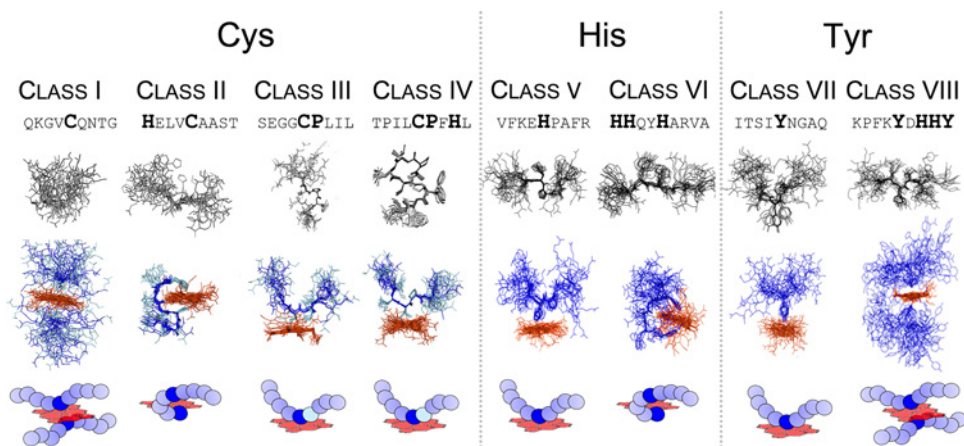 Cys His Tyr
CLASS I CLASS II CLASS III CLASS IV CLASS V CLASS VI CLASS VII CLASS VIII
QKGVCQNTG HELVCAAST SEGGCPLIL TPILCPFHL VFKEHPAFR HHQYHARVA ITSIYNGAQ KPFKYDHHY